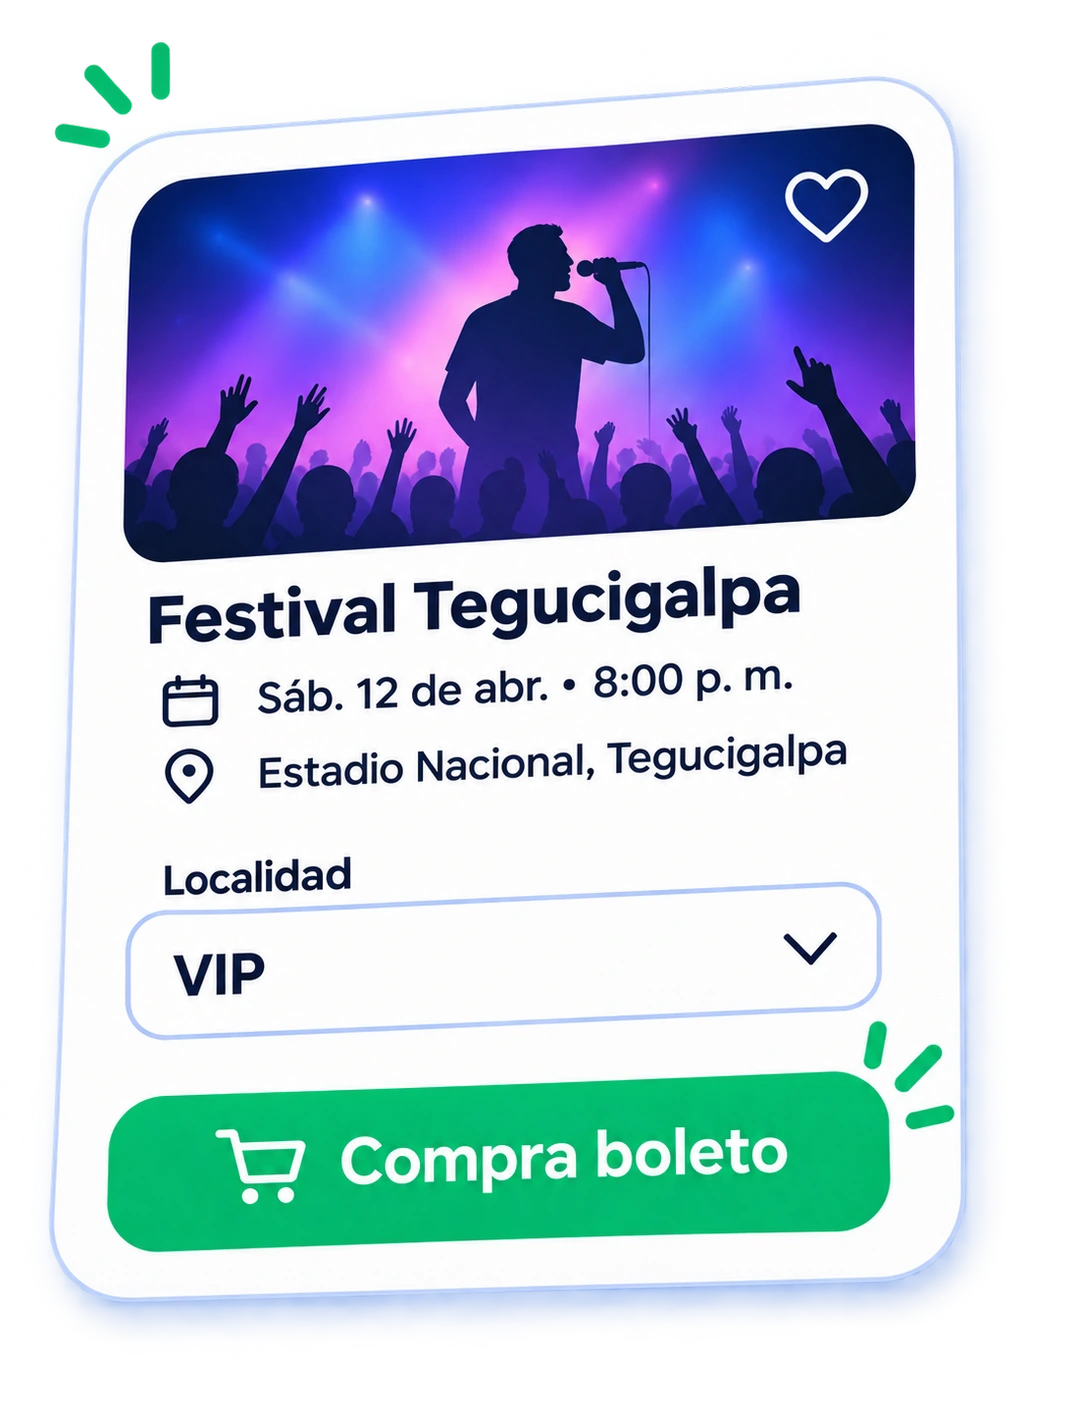 Festival Tegucigalpa
Sáb. 12 de abr. • 8:00 p. m.
Estadio Nacional, Tegucigalpa
Localidad
VIP
Compra boleto